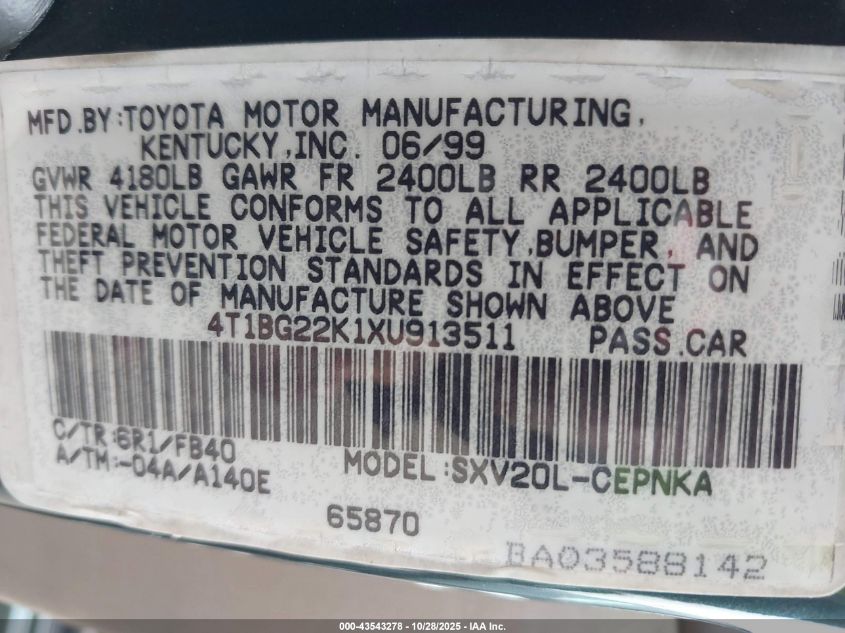 MFD.BY:TOYOTA MOTOR MANUFACTURING,
KENTUCKY,INC. 06/99
GVWR 4180LB GAWR FR 2400LB RR 2400LB
THIS VEHICLE CONFORMS TO ALL APPLICABLE
FEDERAL MOTOR VEHICLE SAFETY,BUMPER, AND
THEFT PREVENTION STANDARDS IN EFFECT ON
THE DATE OF MANUFACTURE SHOWN ABOVE
4T1BG22K1XU913511 PASS.CAR
C/TR:6R1/FB40
A/TM:-04A/A140E
MODEL:SXV20L-CEPNKA
65870
BA03588142
000-43543278 - 10/28/2025 - IAA Inc.